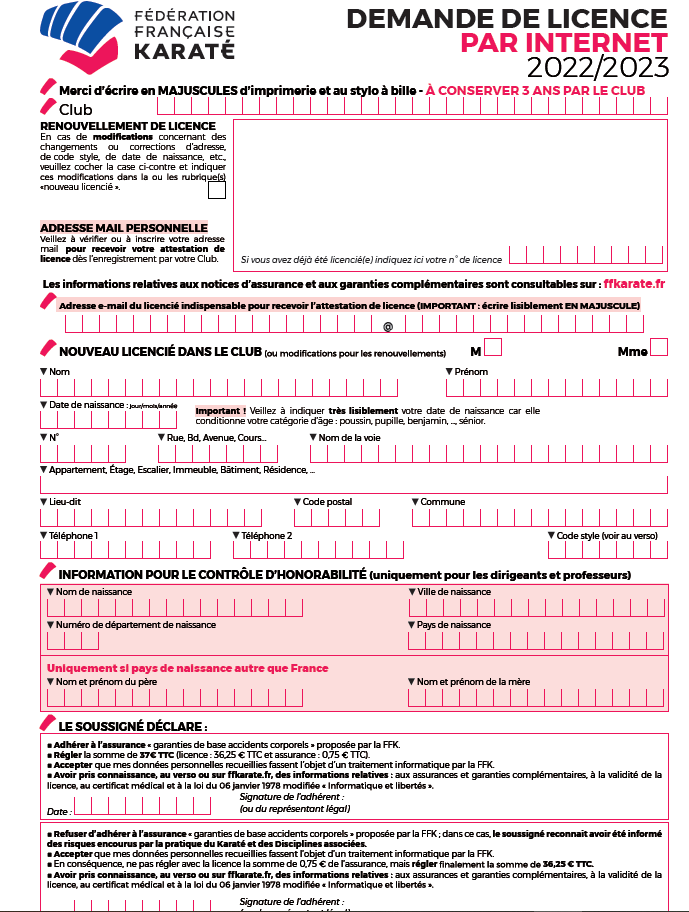 FÉDÉRATION
FRANÇAISE
KARATÉ
DEMANDE DE LICENCE
PAR INTERNET
2022/2023
Merci d'écrire en MAJUSCULES d'imprimerie et au stylo à bille - À CONSERVER 3 ANS PAR LE CLUB
Club
RENOUVELLEMENT DE LICENCE
En cas de modifications concernant des
changements ou corrections d'adresse,
de code style, de date de naissance, etc.,
veuillez cocher la case ci-contre et indiquer
ces modifications dans la ou les rubrique(s)
«nouveau licencié ».
ADRESSE MAIL PERSONNELLE
Veillez à vérifier ou à inscrire votre adresse
mail pour recevoir votre attestation de
licence dès l'enregistrement par votre Club.
Si vous avez déjà été licencié(e) indiquez ici votre n° de licence
Les informations relatives aux notices d'assurance et aux garanties complémentaires sont consultables sur : ffkarate.fr
Adresse e-mail du licencié indispensable pour recevoir l'attestation de licence (IMPORTANT : écrire lisiblement EN MAJUSCULE)
@
NOUVEAU LICENCIÉ DANS LE CLUB (ou modifications pour les renouvellements) M Mme
▼ Nom ▼ Prénom
▼ Date de naissance : jour/mois/année
Important ! Veillez à indiquer très lisiblement votre date de naissance car elle
conditionne votre catégorie d'âge : poussin, pupille, benjamin, ..., sénior.
▼ N° ▼ Rue, Bd, Avenue, Cours... ▼ Nom de la voie
▼ Appartement, Étage, Escalier, Immeuble, Bâtiment, Résidence, ...
▼ Lieu-dit ▼ Code postal ▼ Commune
▼ Téléphone 1 ▼ Téléphone 2 ▼ Code style (voir au verso)
INFORMATION POUR LE CONTRÔLE D'HONORABILITÉ (uniquement pour les dirigeants et professeurs)
▼ Nom de naissance ▼ Ville de naissance
▼ Numéro de département de naissance ▼ Pays de naissance
Uniquement si pays de naissance autre que France
▼ Nom et prénom du père ▼ Nom et prénom de la mère
LE SOUSSIGNÉ DÉCLARE :
■ Adhérer à l'assurance « garanties de base accidents corporels » proposée par la FFK.
■ Régler la somme de 37€ TTC (licence : 36,25 € TTC et assurance : 0,75 € TTC).
■ Accepter que mes données personnelles recueillies fassent l'objet d'un traitement informatique par la FFK.
■ Avoir pris connaissance, au verso ou sur ffkarate.fr, des informations relatives : aux assurances et garanties complémentaires, à la validité de la
licence, au certificat médical et à la loi du 06 janvier 1978 modifiée « Informatique et libertés ».
Signature de l'adhérent :
Date : (ou du représentant légal)
■ Refuser d'adhérer à l'assurance « garanties de base accidents corporels » proposée par la FFK ; dans ce cas, le soussigné reconnait avoir été informé
des risques encourus par la pratique du Karaté et des Disciplines associées.
■ Accepter que mes données personnelles recueillies fassent l'objet d'un traitement informatique par la FFK.
■ En conséquence, ne pas régler avec la licence la somme de 0,75 € de l'assurance, mais régler finalement la somme de 36,25 € TTC.
■ Avoir pris connaissance, au verso ou sur ffkarate.fr, des informations relatives : aux assurances et garanties complémentaires, à la validité de la
licence, au certificat médical et à la loi du 06 janvier 1978 modifiée « Informatique et libertés ».
Signature de l'adhérent :